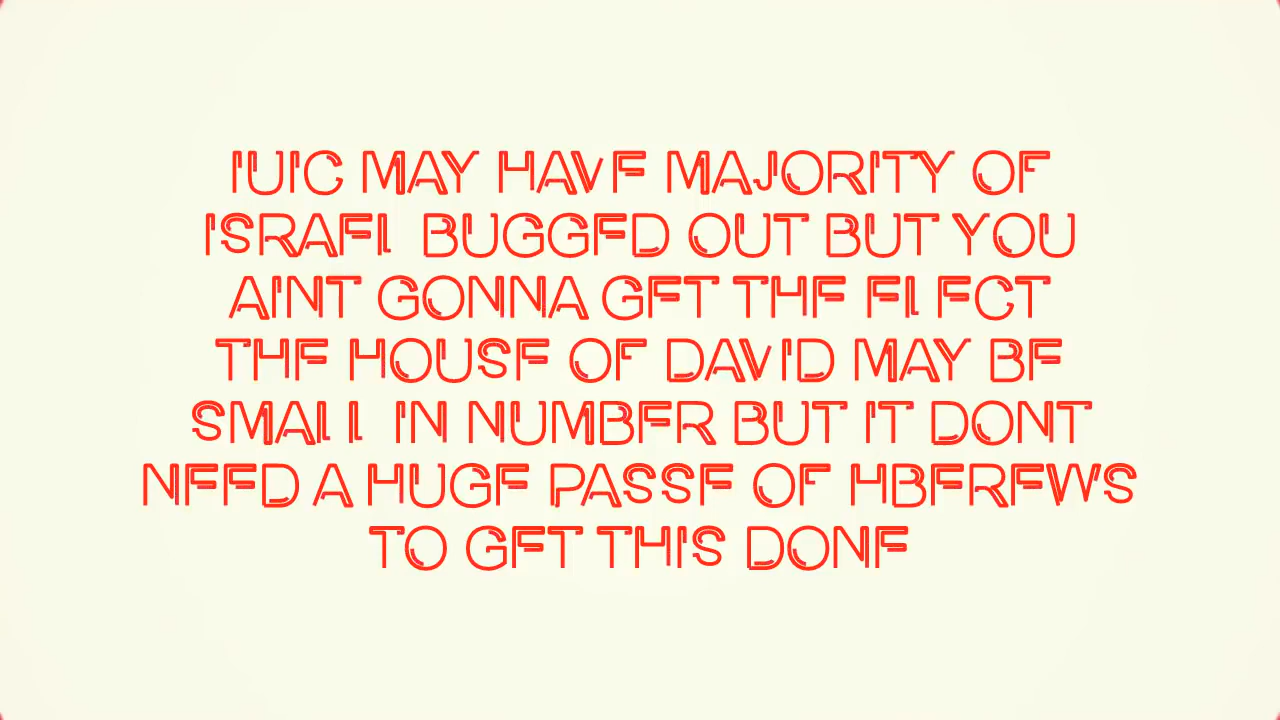 IUIC MAY HAVE MAJORITY OF
ISRAEL BUGGED OUT BUT YOU
AINT GONNA GET THE ELECT
THE HOUSE OF DAVID MAY BE
SMALL IN NUMBER BUT IT DONT
NEED A HUGE PASSE OF HBEREW'S
TO GET THIS DONE